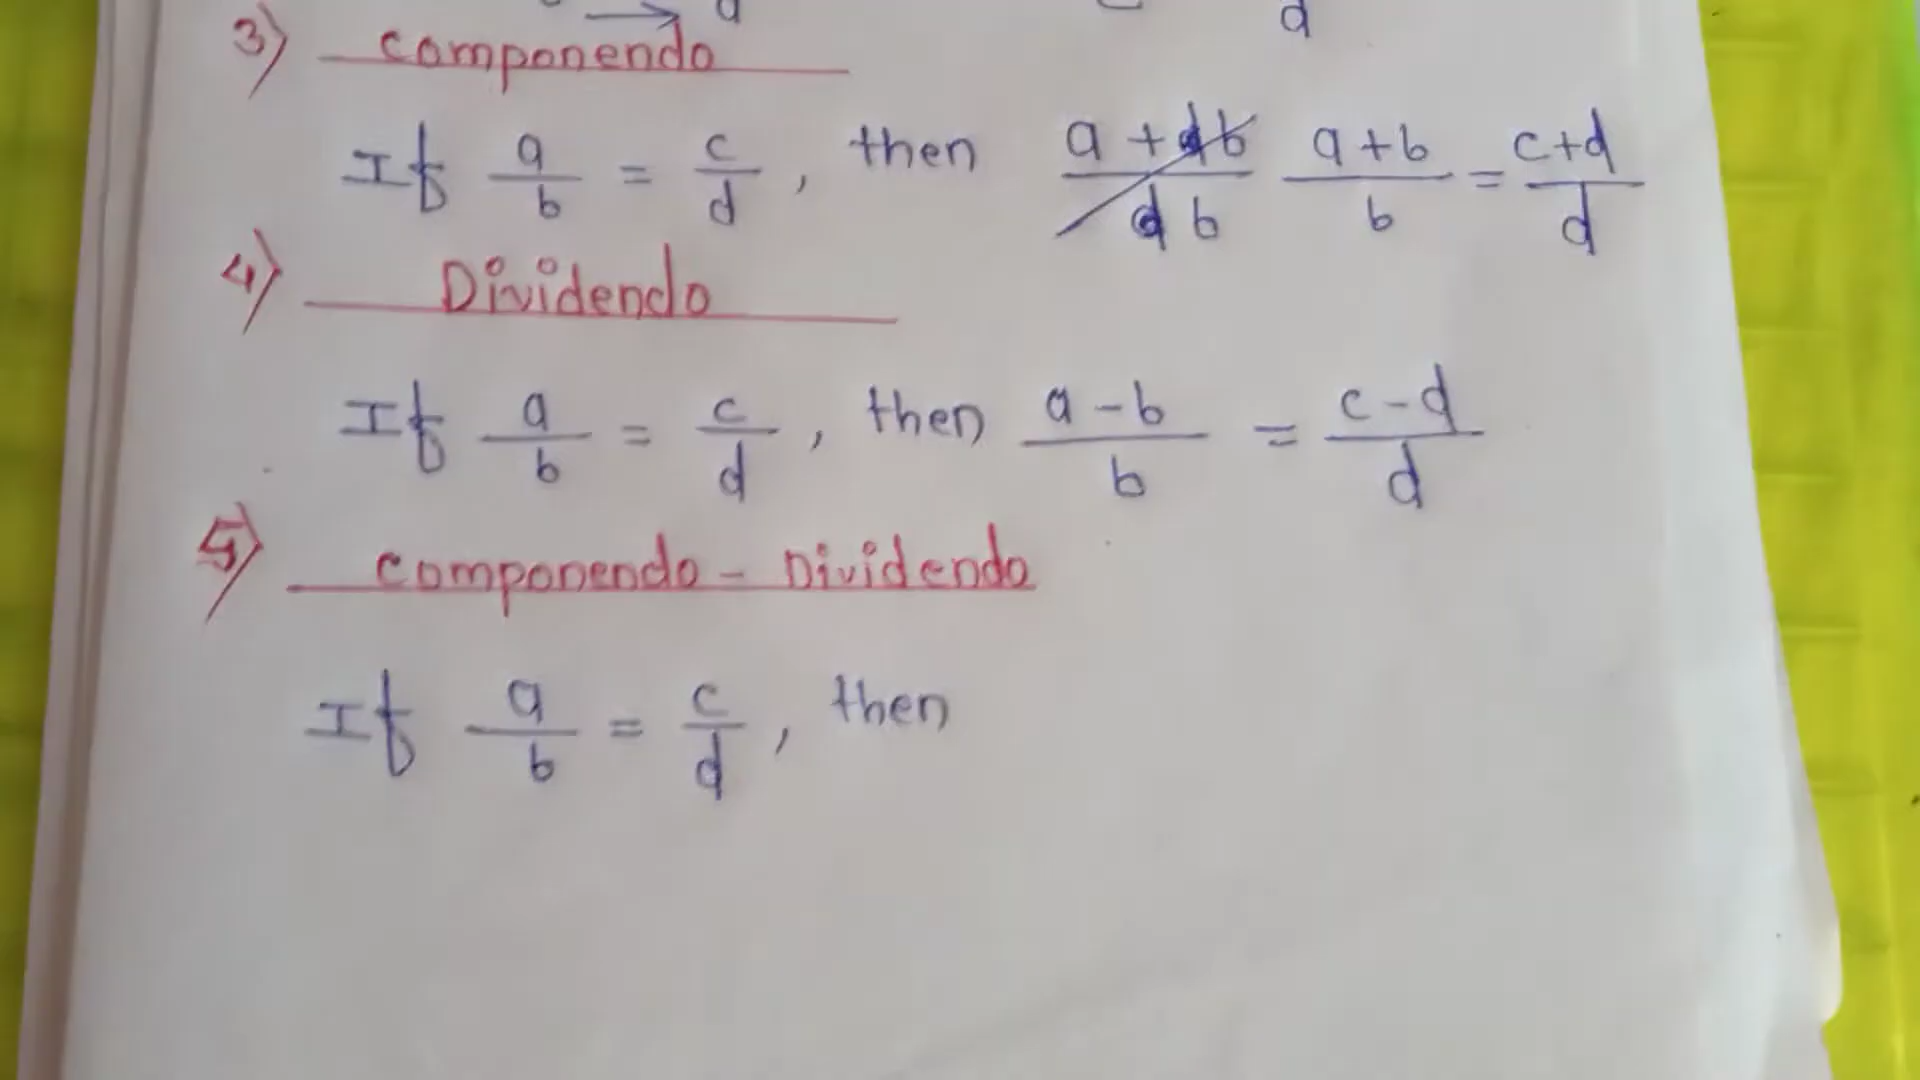 3) componendo
If a/b = c/d, then a+b/b = c+d/d
4) Dividendo
If a/b = c/d, then a-b/b = c-d/d
5) componendo - Dividendo
If a/b = c/d, then